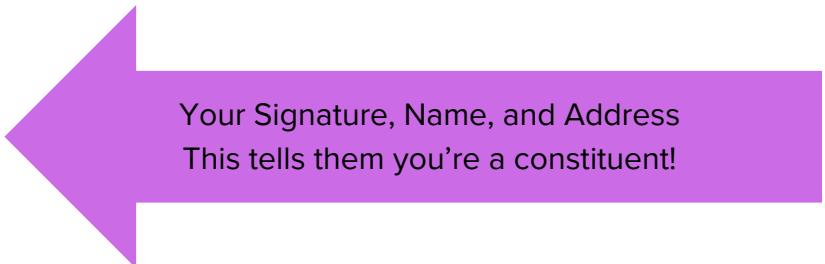 Your Signature, Name, and Address
This tells them you’re a constituent!